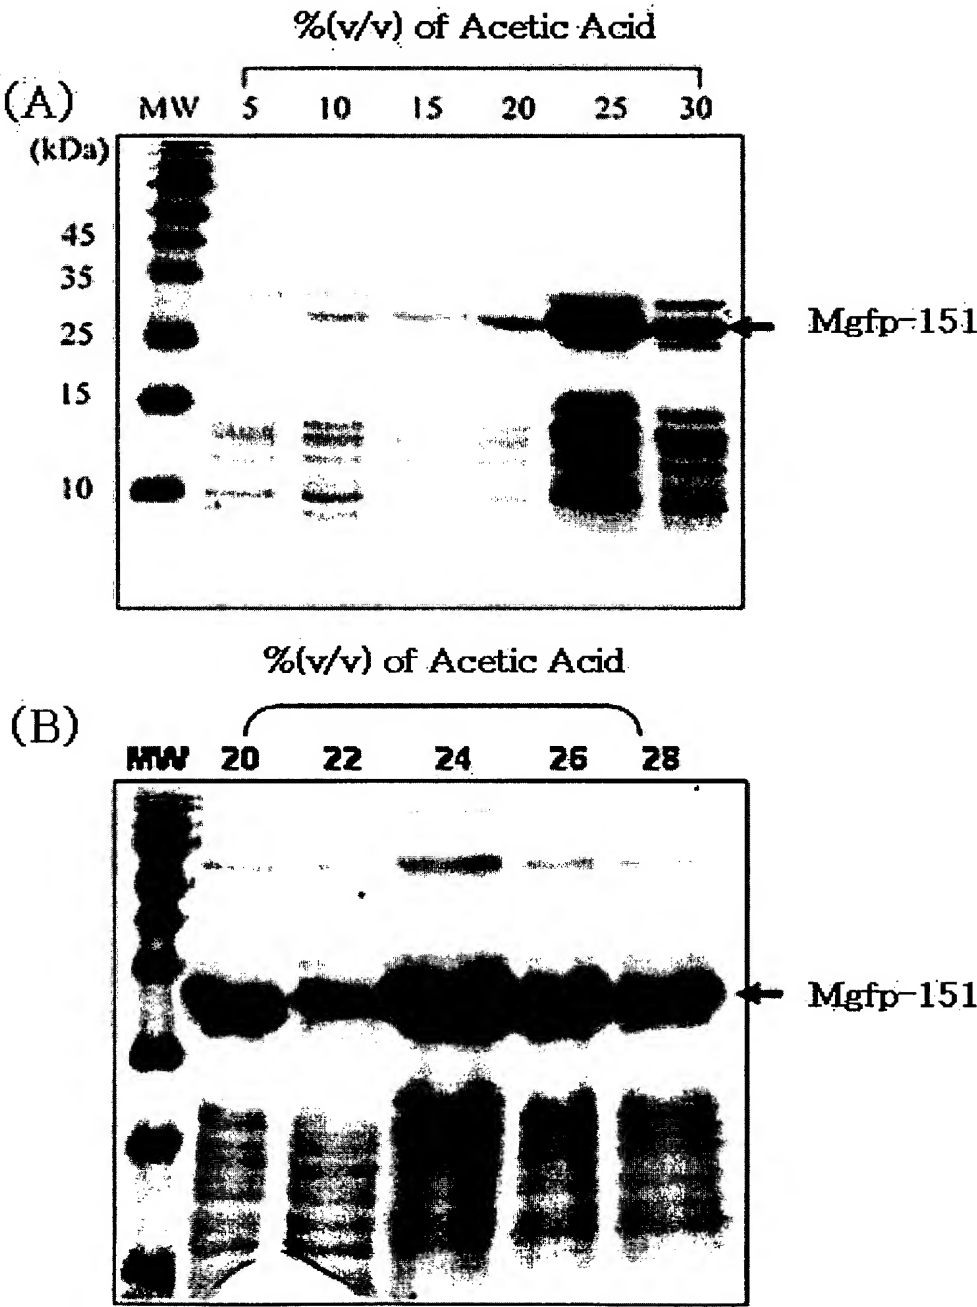 %(v/v) of Acetic Acid
(A) MW 5 10 15 20 25 30
(kDa)
45
35
25
Mgfp-151
15
10
%(v/v) of Acetic Acid
(B) MW 20 22 24 26 28
Mgfp-151